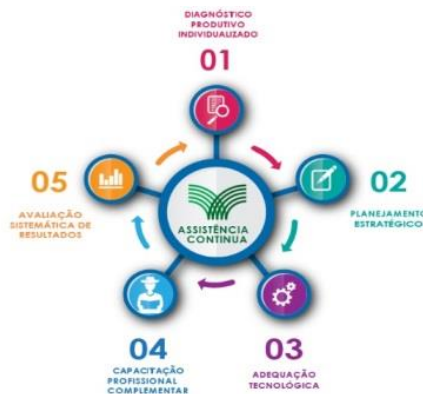 DIAGNÓSTICO
PRODUTIVO
INDIVIDUALIZADO
01
02
PLANEJAMENTO
ESTRATÉGICO
03
ADEQUAÇÃO
TECNOLÓGICA
04
CAPACITAÇÃO
PROFISSIONAL
COMPLEMENTAR
05
AVALIAÇÃO
SISTEMÁTICA DE
RESULTADOS
ASSISTÊNCIA
CONTINUA